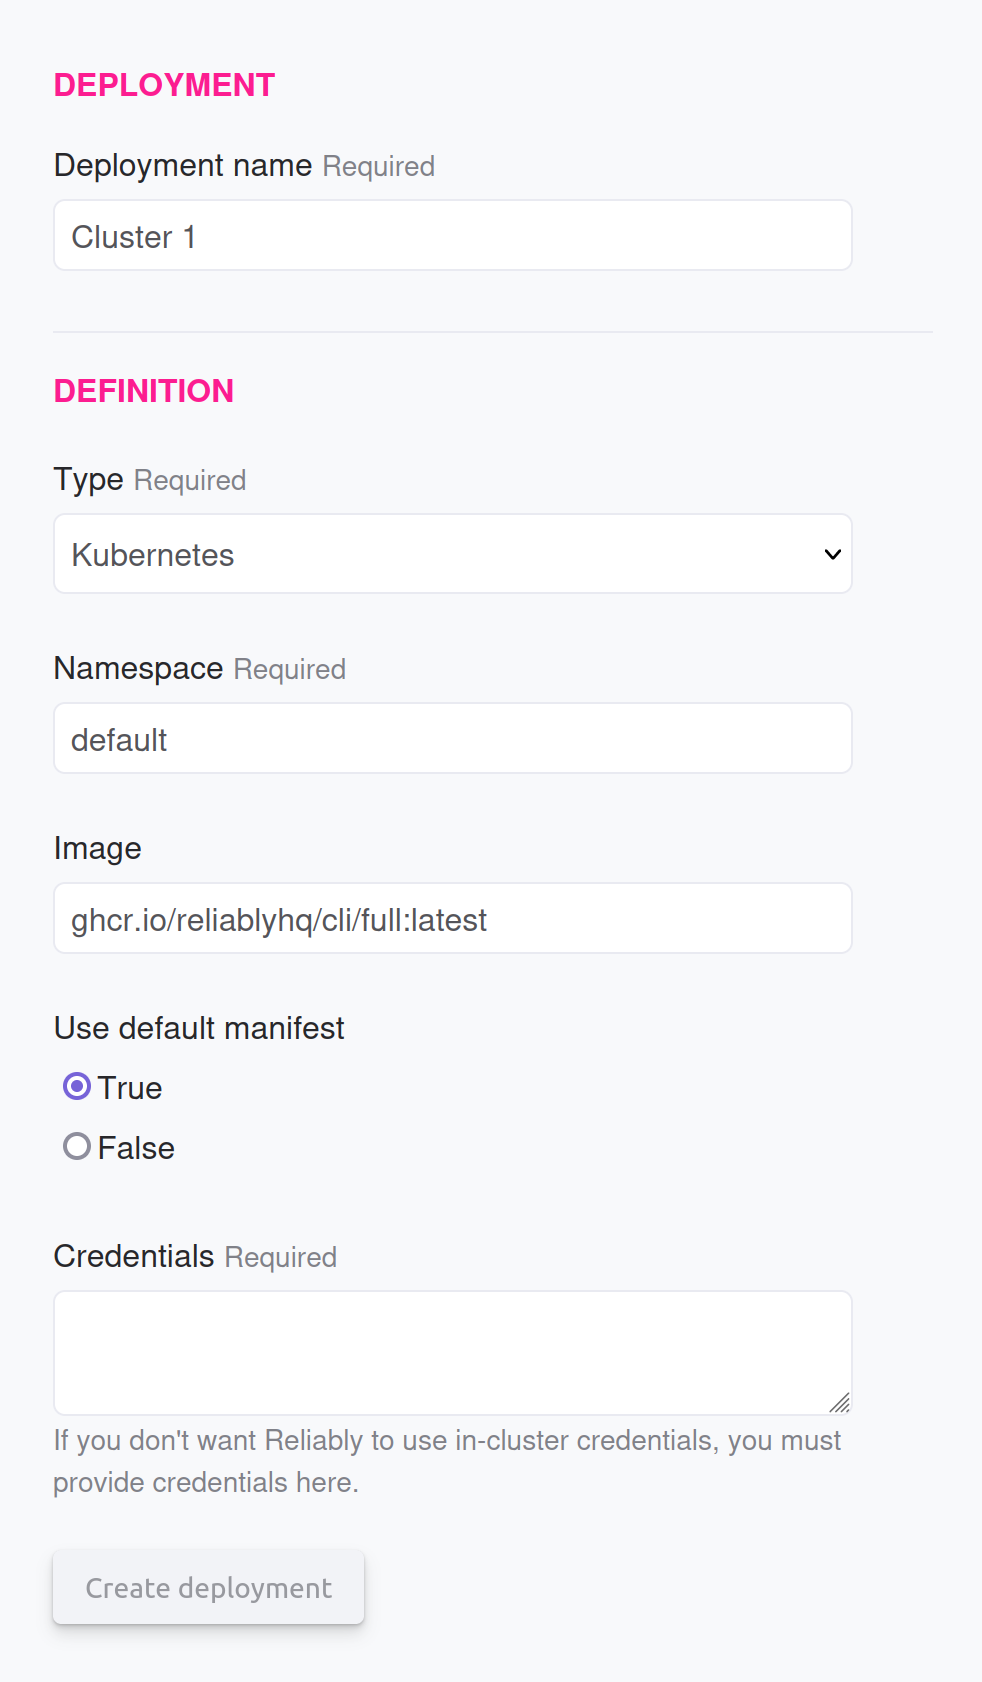 DEPLOYMENT
Deployment name Required
Cluster 1
DEFINITION
Type Required
Kubernetes
Namespace Required
default
Image
ghcr.io/reliablyhq/cli/full:latest
Use default manifest
True
False
Credentials Required
If you don't want Reliably to use in-cluster credentials, you must
provide credentials here.
Create deployment